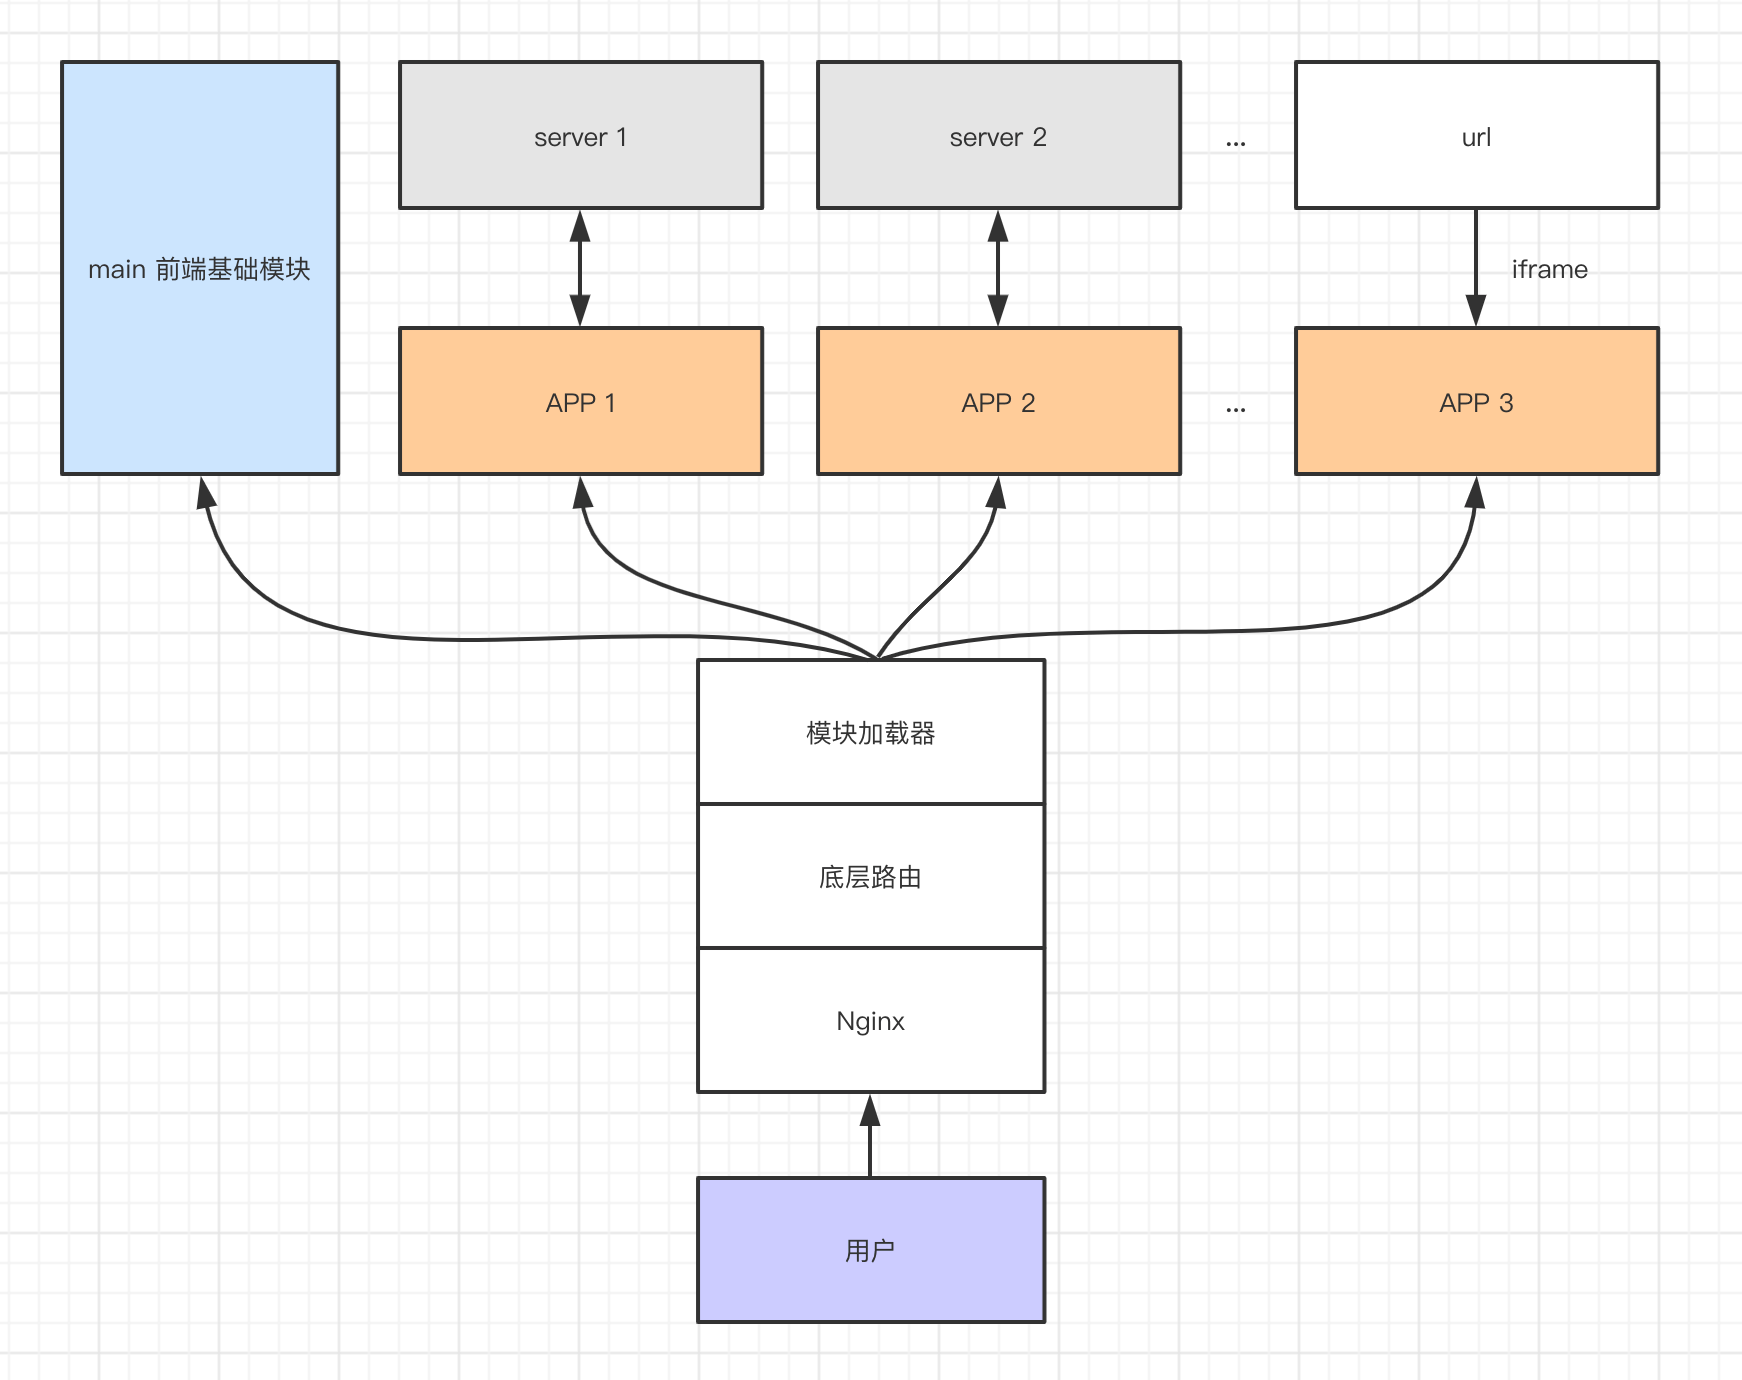 server 1
server 2
...
url
main 前端基础模块
iframe
APP 1
APP 2
...
APP 3
模块加载器
底层路由
Nginx
用户